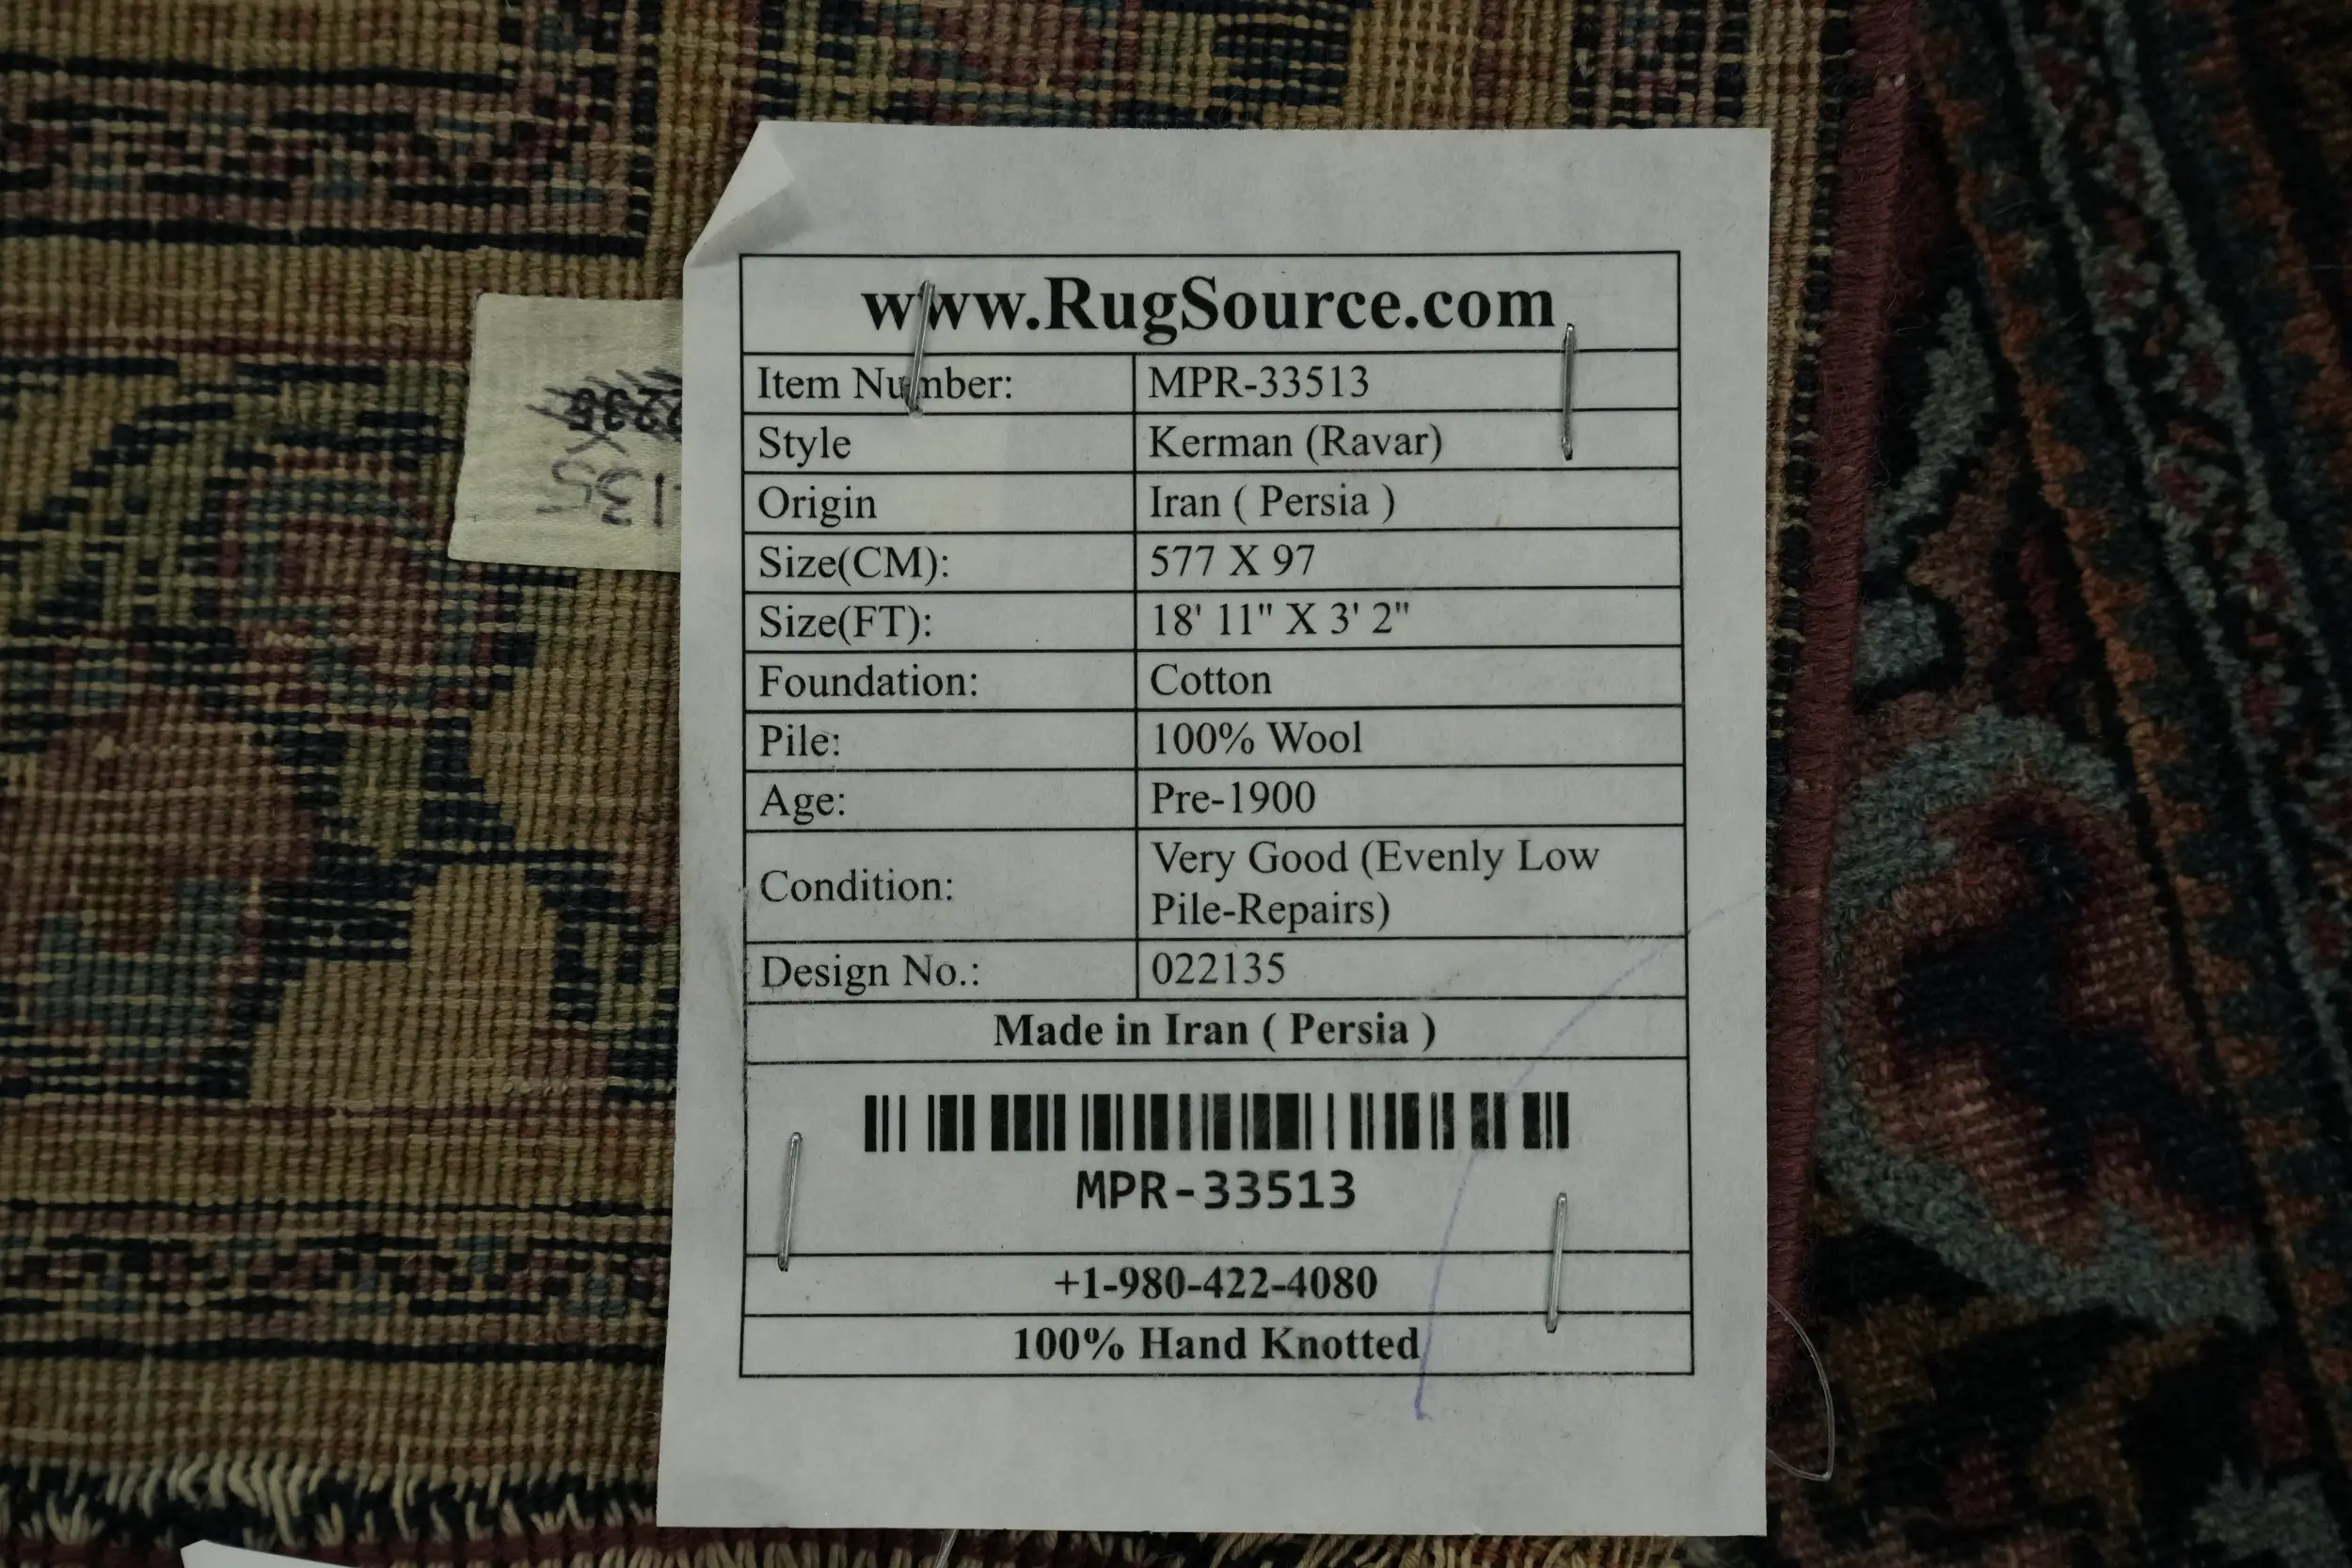 www.RugSource.com
Item Number: MPR-33513
Style Kerman (Ravar)
Origin Iran ( Persia )
Size(CM): 577 X 97
Size(FT): 18' 11" X 3' 2"
Foundation: Cotton
Pile: 100% Wool
Age: Pre-1900
Condition: Very Good (Evenly Low
Pile-Repairs)
Design No.: 022135
Made in Iran ( Persia )
MPR-33513
+1-980-422-4080
100% Hand Knotted